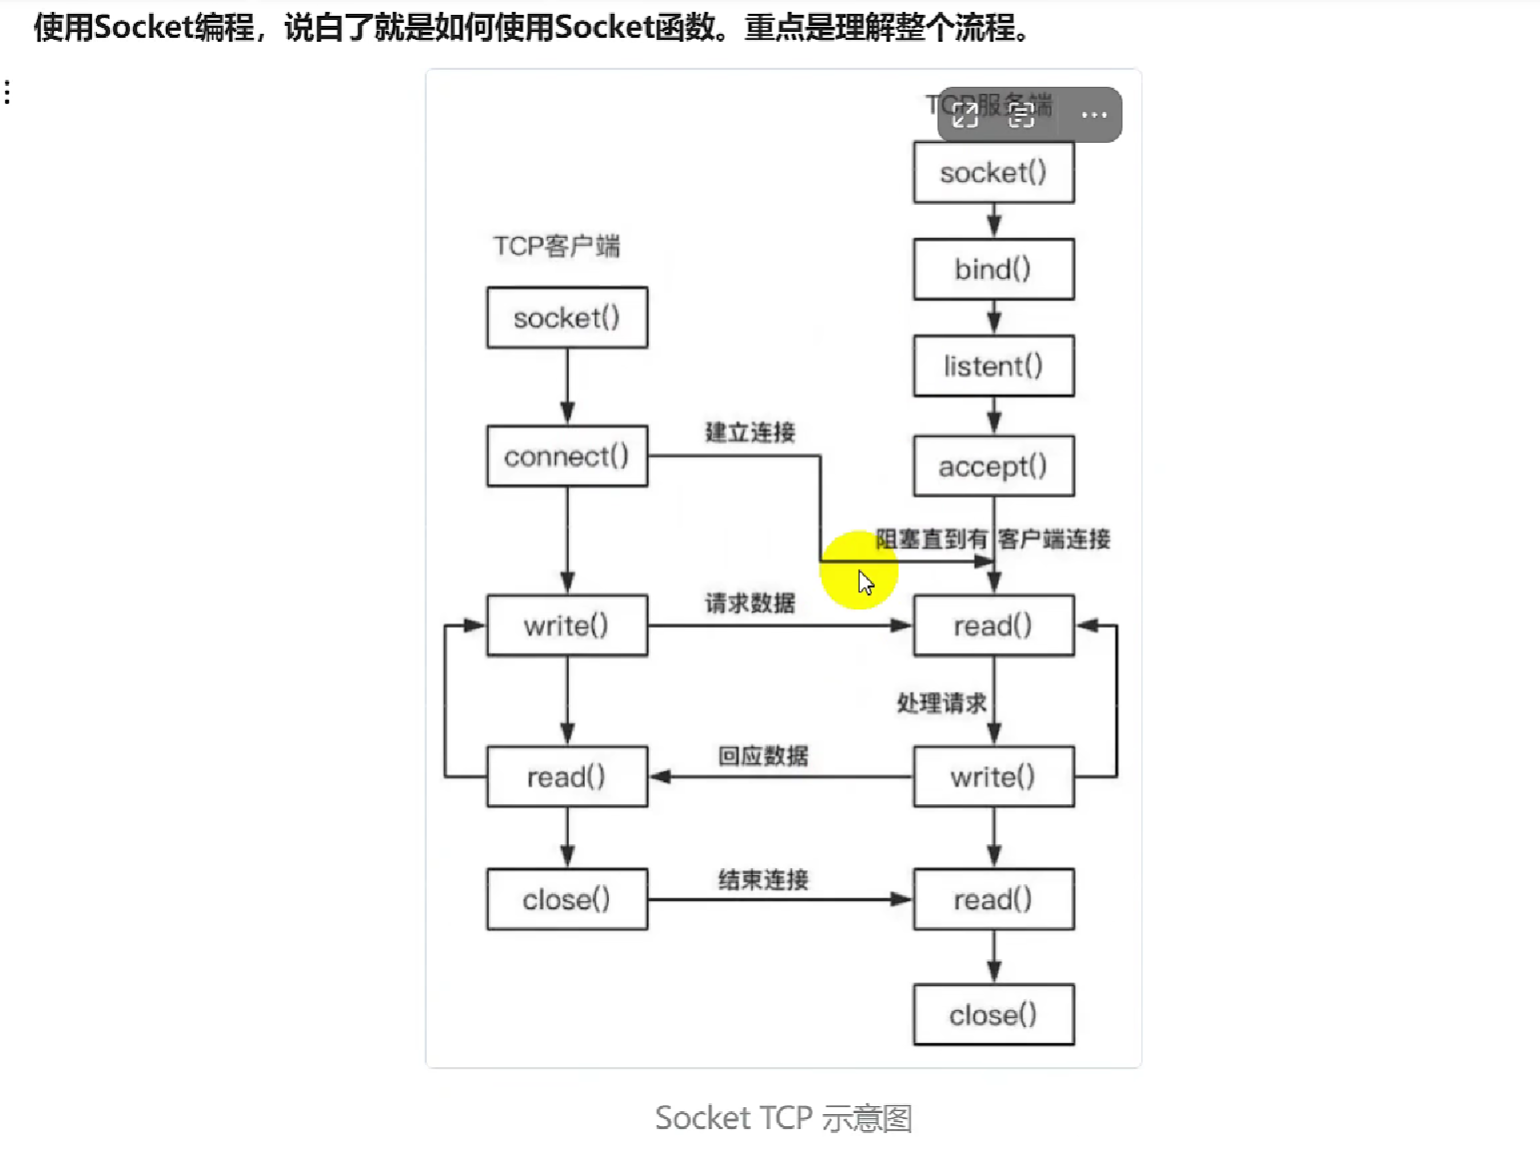 使用Socket编程，说白了就是如何使用Socket函数。重点是理解整个流程。
TCP服务端
socket()
bind()
TCP客户端
socket()
listent()
建立连接
connect()
accept()
阻塞直到有 客户端连接
请求数据
write()
read()
处理请求
回应数据
read()
write()
结束连接
close()
read()
close()
Socket TCP 示意图